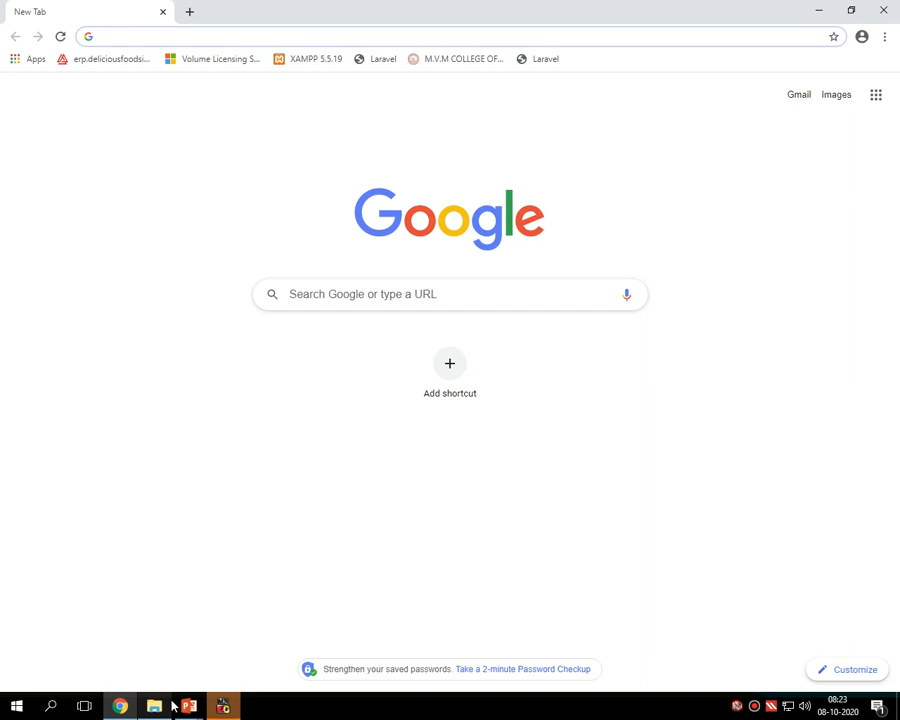 New Tab
Apps erp.deliciousfoodsi... Volume Licensing S... XAMPP 5.5.19 Laravel M.V.M COLLEGE OF... Laravel
Gmail Images
Google
Search Google or type a URL
Add shortcut
Strengthen your saved passwords. Take a 2-minute Password Checkup
Customize
08:23
08-10-2020